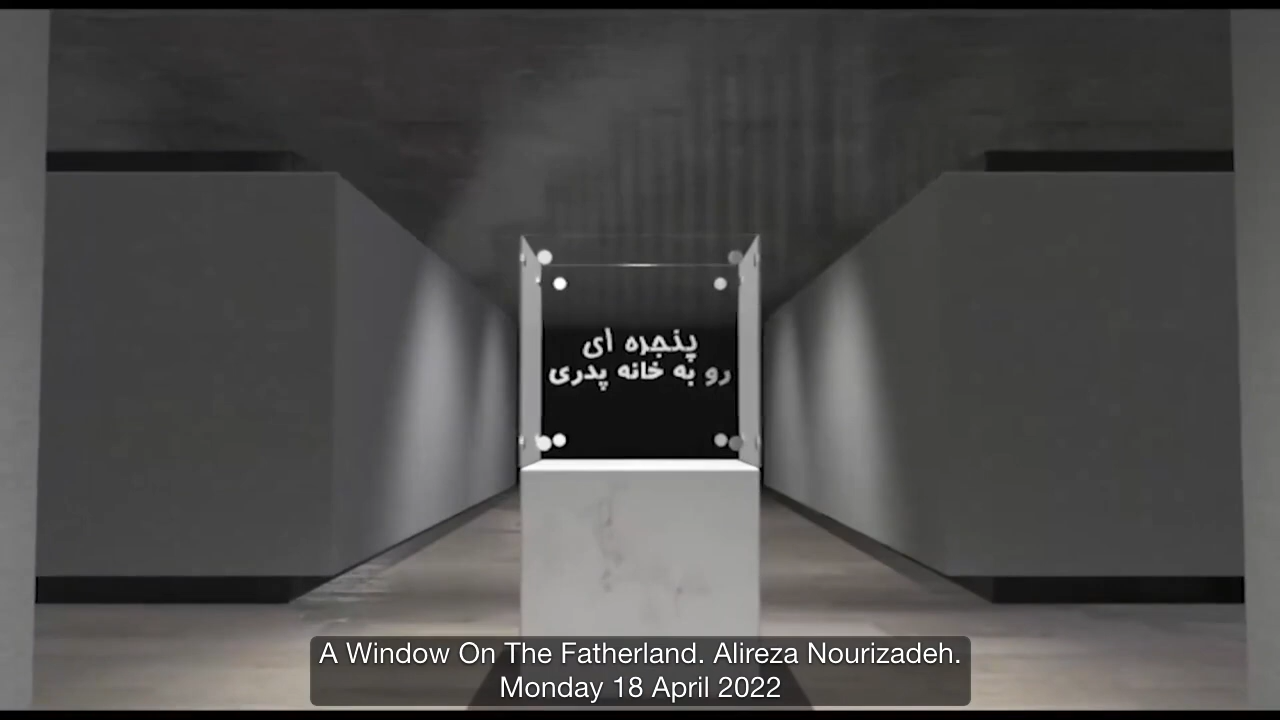 پنجره ای
رو به خانه پدری
A Window On The Fatherland. Alireza Nourizadeh.
Monday 18 April 2022